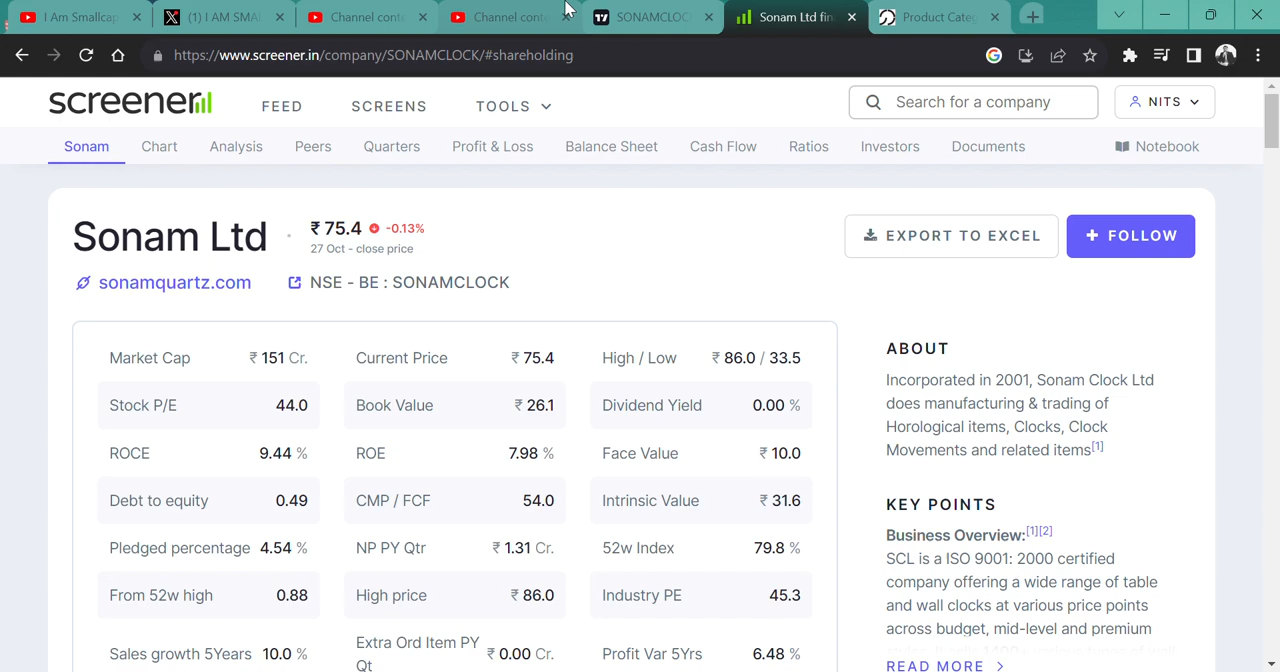 I Am Smallcap
(1) I AM SMA
Channel cont
Channel conta
SONAMCLOC
Sonam Ltd fin
Product Categ
https://www.screener.in/company/SONAMCLOCK/#shareholding
screener
FEED
SCREENS
TOOLS
Search for a company
NITS
Sonam
Chart
Analysis
Peers
Quarters
Profit & Loss
Balance Sheet
Cash Flow
Ratios
Investors
Documents
Notebook
Sonam Ltd
₹ 75.4 -0.13%
27 Oct - close price
EXPORT TO EXCEL
+ FOLLOW
sonamquartz.com
NSE - BE : SONAMCLOCK
Market Cap ₹ 151 Cr.
Current Price ₹ 75.4
High / Low ₹ 86.0 / 33.5
Stock P/E 44.0
Book Value ₹ 26.1
Dividend Yield 0.00 %
ROCE 9.44 %
ROE 7.98 %
Face Value ₹ 10.0
Debt to equity 0.49
CMP / FCF 54.0
Intrinsic Value ₹ 31.6
Pledged percentage 4.54 %
NP PY Qtr ₹ 1.31 Cr.
52w Index 79.8 %
From 52w high 0.88
High price ₹ 86.0
Industry PE 45.3
Sales growth 5Years 10.0 %
Extra Ord Item PY
Qt ₹ 0.00 Cr.
Profit Var 5Yrs 6.48 %
ABOUT
Incorporated in 2001, Sonam Clock Ltd
does manufacturing & trading of
Horological items, Clocks, Clock
Movements and related items[1]
KEY POINTS
Business Overview:[1][2]
SCL is a ISO 9001: 2000 certified
company offering a wide range of table
and wall clocks at various price points
across budget, mid-level and premium
READ MORE